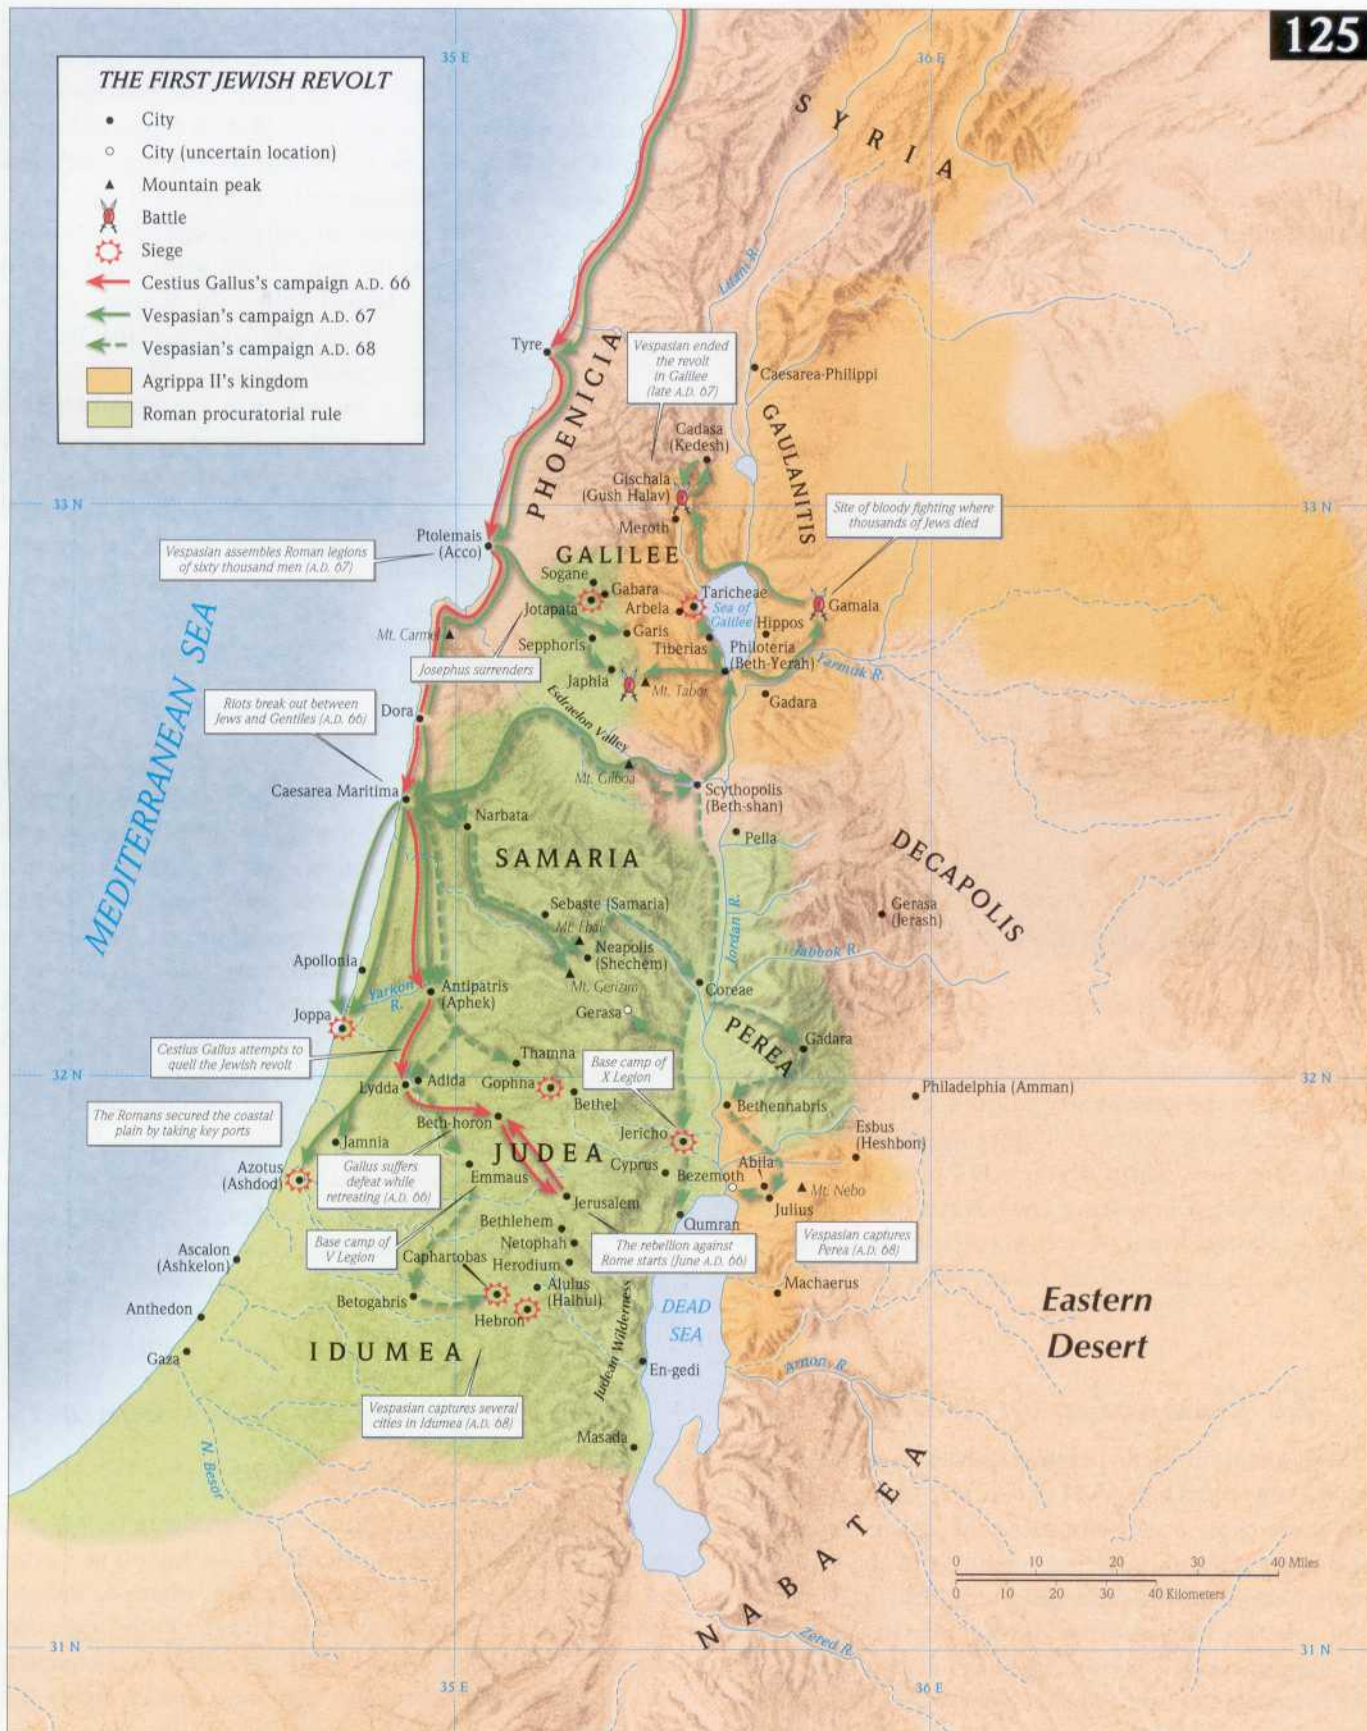 125
THE FIRST JEWISH REVOLT
City
City (uncertain location)
Mountain peak
Battle
Siege
Cestius Gallus's campaign A.D. 66
Vespasian's campaign A.D. 67
Vespasian's campaign A.D. 68
Agrippa II's kingdom
Roman procuratorial rule
35 E
36 E
SYRIA
Litani R.
Tyre
PHOENICIA
Vespasian ended
the revolt
in Galilee
(late A.D. 67)
Caesarea-Philippi
GAULANITIS
Cadasa
(Kedesh)
Gischala
(Gush Halav)
Meroth
33 N
33 N
Site of bloody fighting where
thousands of Jews died
Ptolemais
(Acco)
Vespasian assembles Roman legions
of sixty thousand men (A.D. 67)
GALILEE
Sogane
Gabara
Jotapata
Arbela
Taricheae
Sea of
Galilee
Gamala
Hippos
Garis
Sepphoris
Tiberias
Philoteria
(Beth-Yerah)
Yarmuk R.
Mt. Carmel
Josephus surrenders
Japhia
Mt. Tabor
Gadara
MEDITERRANEAN SEA
Riots break out between
Jews and Gentiles (A.D. 66)
Dora
Esdraelon Valley
Mt. Gilboa
Caesarea Maritima
Scythopolis
(Beth-shan)
Narbata
Pella
SAMARIA
DECAPOLIS
Sebaste (Samaria)
Mt. Ebal
Neapolis
(Shechem)
Mt. Gerizim
Jordan R.
Gerasa
(Jerash)
Jabbok R.
Apollonia
Yarkon
R.
Antipatris
(Aphek)
Coreae
Joppa
Gerasa
PEREA
Gadara
Cestius Gallus attempts to
quell the Jewish revolt
Thamna
Base camp of
X Legion
32 N
32 N
Lydda
Adida
Gophna
Bethel
Bethennabris
Philadelphia (Amman)
The Romans secured the coastal
plain by taking key ports
Beth-horon
Jericho
Esbus
(Heshbon)
Jamnia
JUDEA
Azotus
(Ashdod)
Gallus suffers
defeat while
retreating (A.D. 66)
Emmaus
Cyprus
Bezemoth
Abila
Mt. Nebo
Julius
Jerusalem
Qumran
Base camp of
V Legion
Bethlehem
Netophah
Herodium
The rebellion against
Rome starts (June A.D. 66)
Vespasian captures
Perea (A.D. 68)
Ascalon
(Ashkelon)
Caphartobas
Alulus
(Halhul)
Machaerus
Betogabris
Hebron
Anthedon
Gaza
IDUMEA
Judean Wilderness
DEAD
SEA
Eastern
Desert
En-gedi
Arnon R.
Vespasian captures several
cities in Idumea (A.D. 68)
Masada
N. Besor
NABATEA
0 10 20 30 40 Miles
0 10 20 30 40 Kilometers
Zered R.
31 N
31 N
35 E
36 E